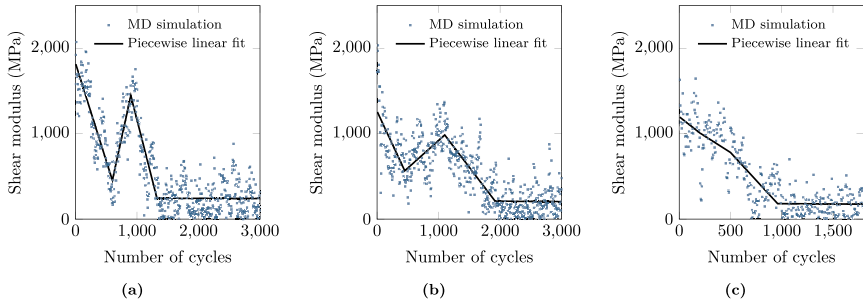 MD simulation
Piecewise linear fit
2,000
1,000
0
0 1,000 2,000 3,000
Shear modulus (MPa)
Number of cycles
(a)
MD simulation
Piecewise linear fit
2,000
1,000
0
0 1,000 2,000 3,000
Shear modulus (MPa)
Number of cycles
(b)
MD simulation
Piecewise linear fit
2,000
1,000
0
0 500 1,000 1,500
Shear modulus (MPa)
Number of cycles
(c)